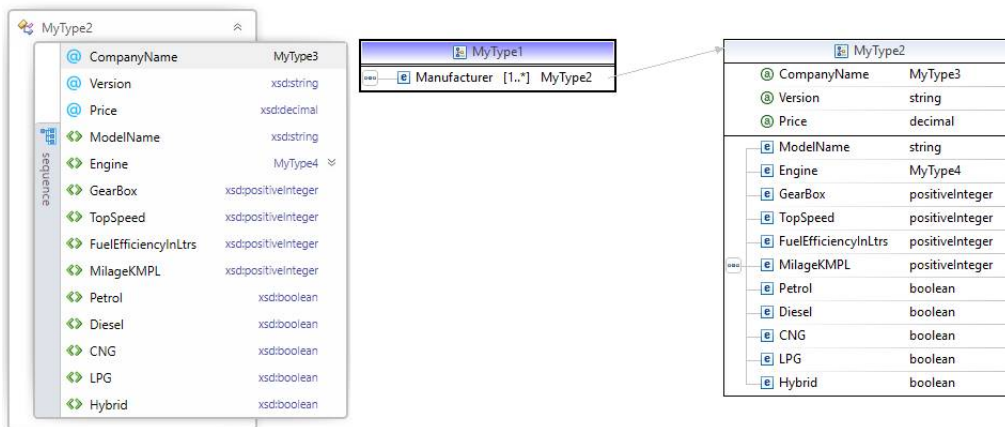 MyType2
CompanyName MyType3
Version xsd:string
Price xsd:decimal
ModelName xsd:string
Engine MyType4
GearBox xsd:positiveInteger
TopSpeed xsd:positiveInteger
FuelEfficiencyInLtrs xsd:positiveInteger
MilageKMPL xsd:positiveInteger
Petrol xsd:boolean
Diesel xsd:boolean
CNG xsd:boolean
LPG xsd:boolean
Hybrid xsd:boolean
sequence
MyType1
e Manufacturer [1..*] MyType2
MyType2
a CompanyName MyType3
a Version string
a Price decimal
e ModelName string
e Engine MyType4
e GearBox positiveInteger
e TopSpeed positiveInteger
e FuelEfficiencyInLtrs positiveInteger
e MilageKMPL positiveInteger
e Petrol boolean
e Diesel boolean
e CNG boolean
e LPG boolean
e Hybrid boolean